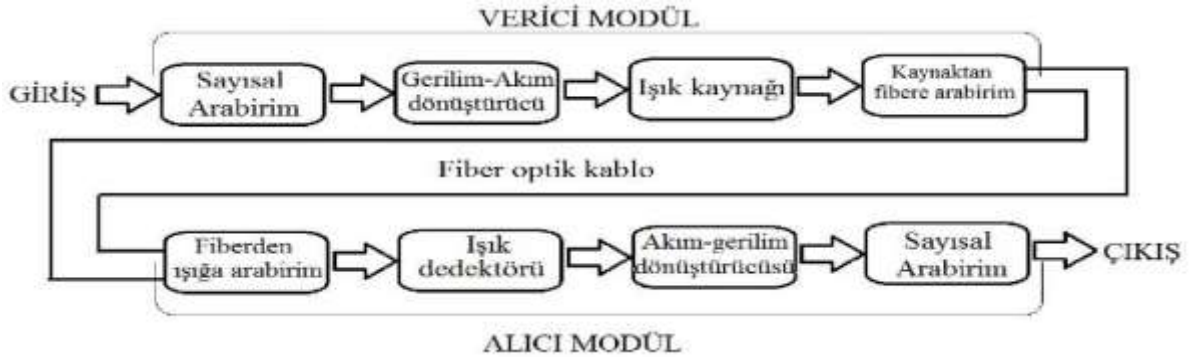 VERİCİ MODÜL
GİRİŞ
Sayısal
Arabirim
Gerilim-Akım
dönüştürücü
Işık kaynağı
Kaynaktan
fibere arabirim
Fiber optik kablo
Fiberden
ışığa arabirim
Işık
dedektörü
Akım-gerilim
dönüştürücüsü
Sayısal
Arabirim
ÇIKIŞ
ALICI MODÜL